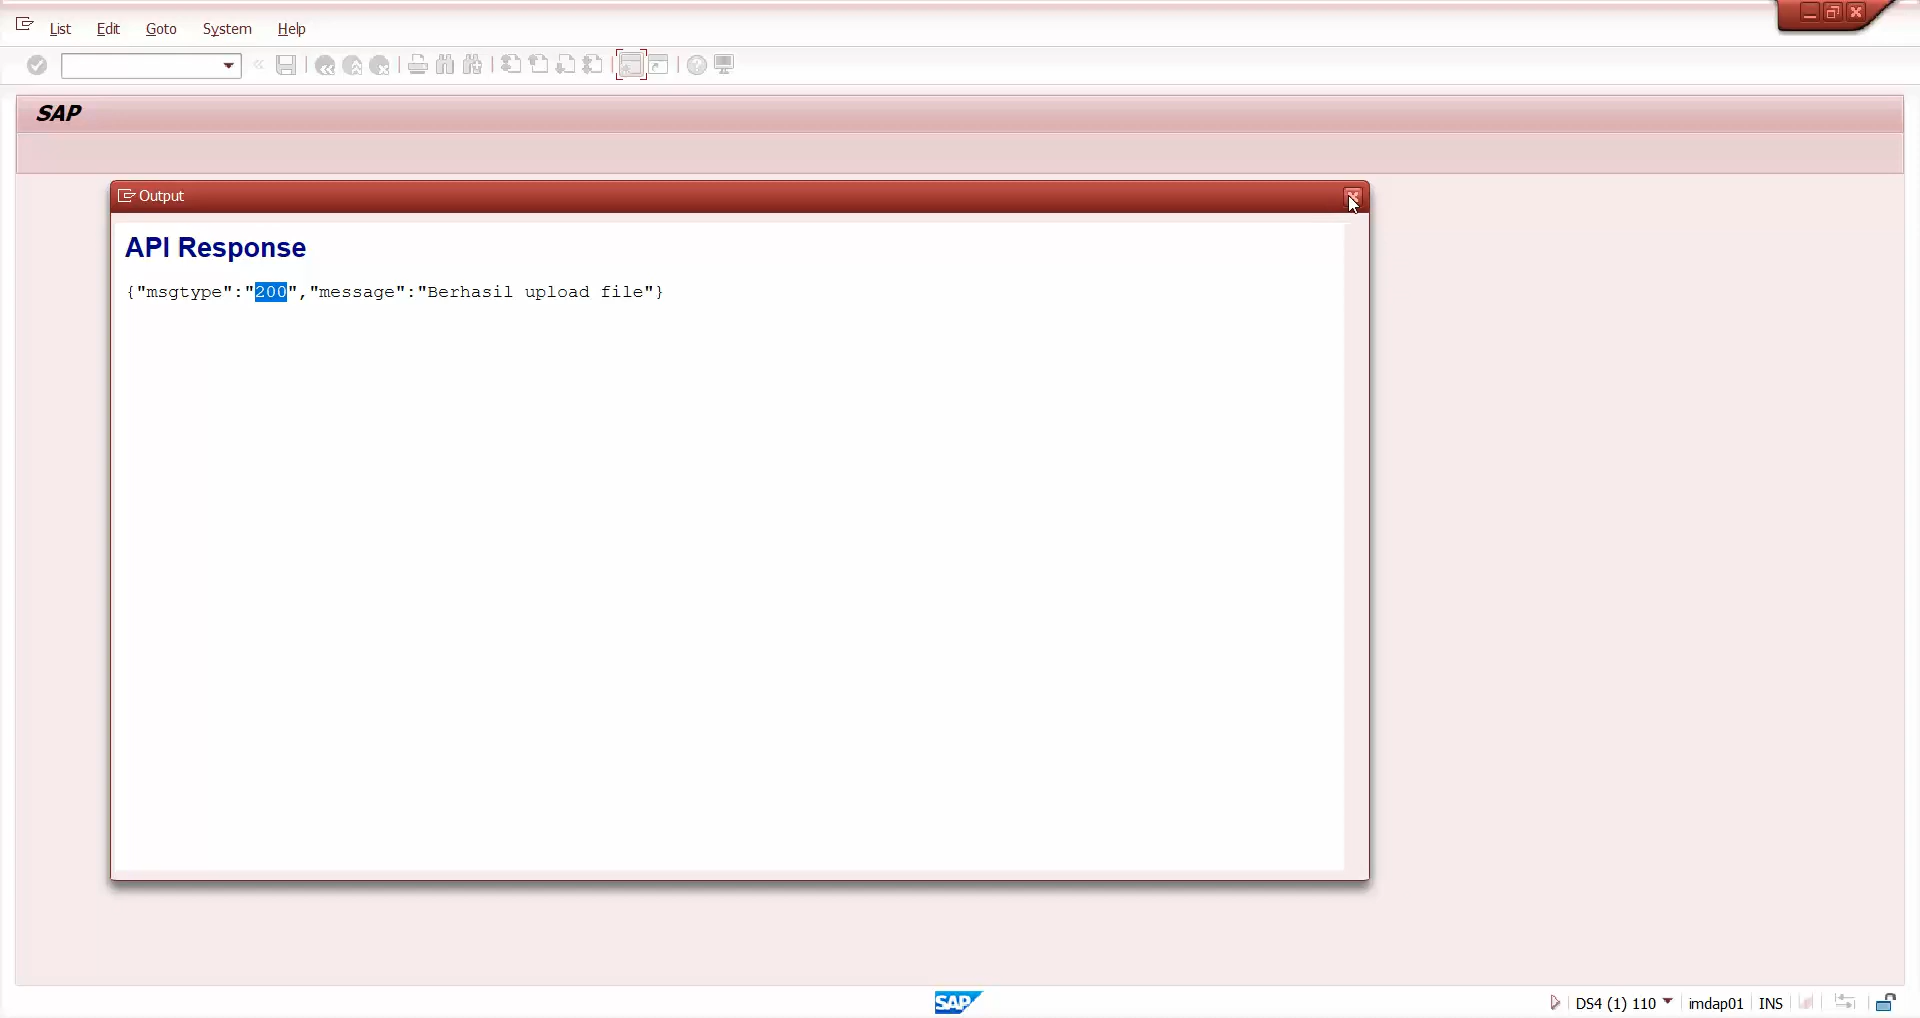 List Edit Goto System Help
SAP
Output
API Response
{"msgtype":"200","message":"Berhasil upload file"}
SAP
DS4 (1) 110 imdap01 INS